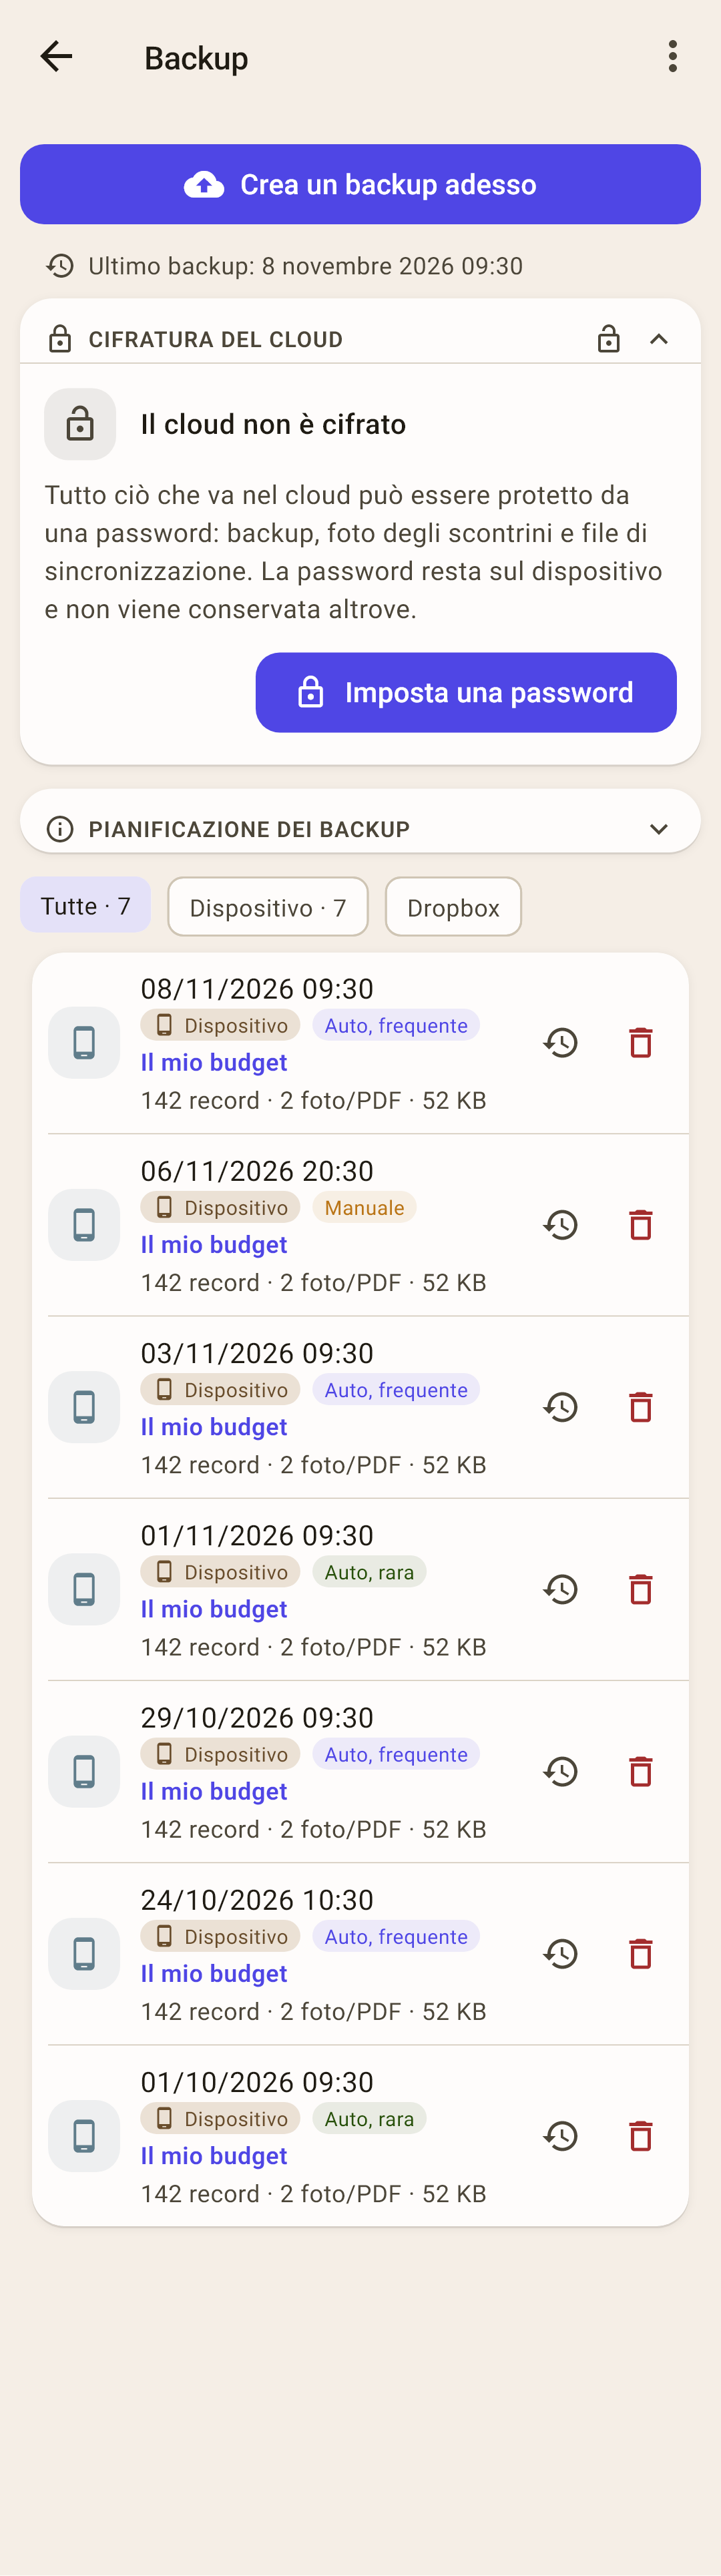 Backup
Crea un backup adesso
Ultimo backup: 8 novembre 2026 09:30
CIFRATURA DEL CLOUD
Il cloud non è cifrato
Tutto ciò che va nel cloud può essere protetto da
una password: backup, foto degli scontrini e file di
sincronizzazione. La password resta sul dispositivo
e non viene conservata altrove.
Imposta una password
PIANIFICAZIONE DEI BACKUP
Tutte · 7 Dispositivo · 7 Dropbox
08/11/2026 09:30
Dispositivo Auto, frequente
Il mio budget
142 record · 2 foto/PDF · 52 KB
06/11/2026 20:30
Dispositivo Manuale
Il mio budget
142 record · 2 foto/PDF · 52 KB
03/11/2026 09:30
Dispositivo Auto, frequente
Il mio budget
142 record · 2 foto/PDF · 52 KB
01/11/2026 09:30
Dispositivo Auto, rara
Il mio budget
142 record · 2 foto/PDF · 52 KB
29/10/2026 09:30
Dispositivo Auto, frequente
Il mio budget
142 record · 2 foto/PDF · 52 KB
24/10/2026 10:30
Dispositivo Auto, frequente
Il mio budget
142 record · 2 foto/PDF · 52 KB
01/10/2026 09:30
Dispositivo Auto, rara
Il mio budget
142 record · 2 foto/PDF · 52 KB